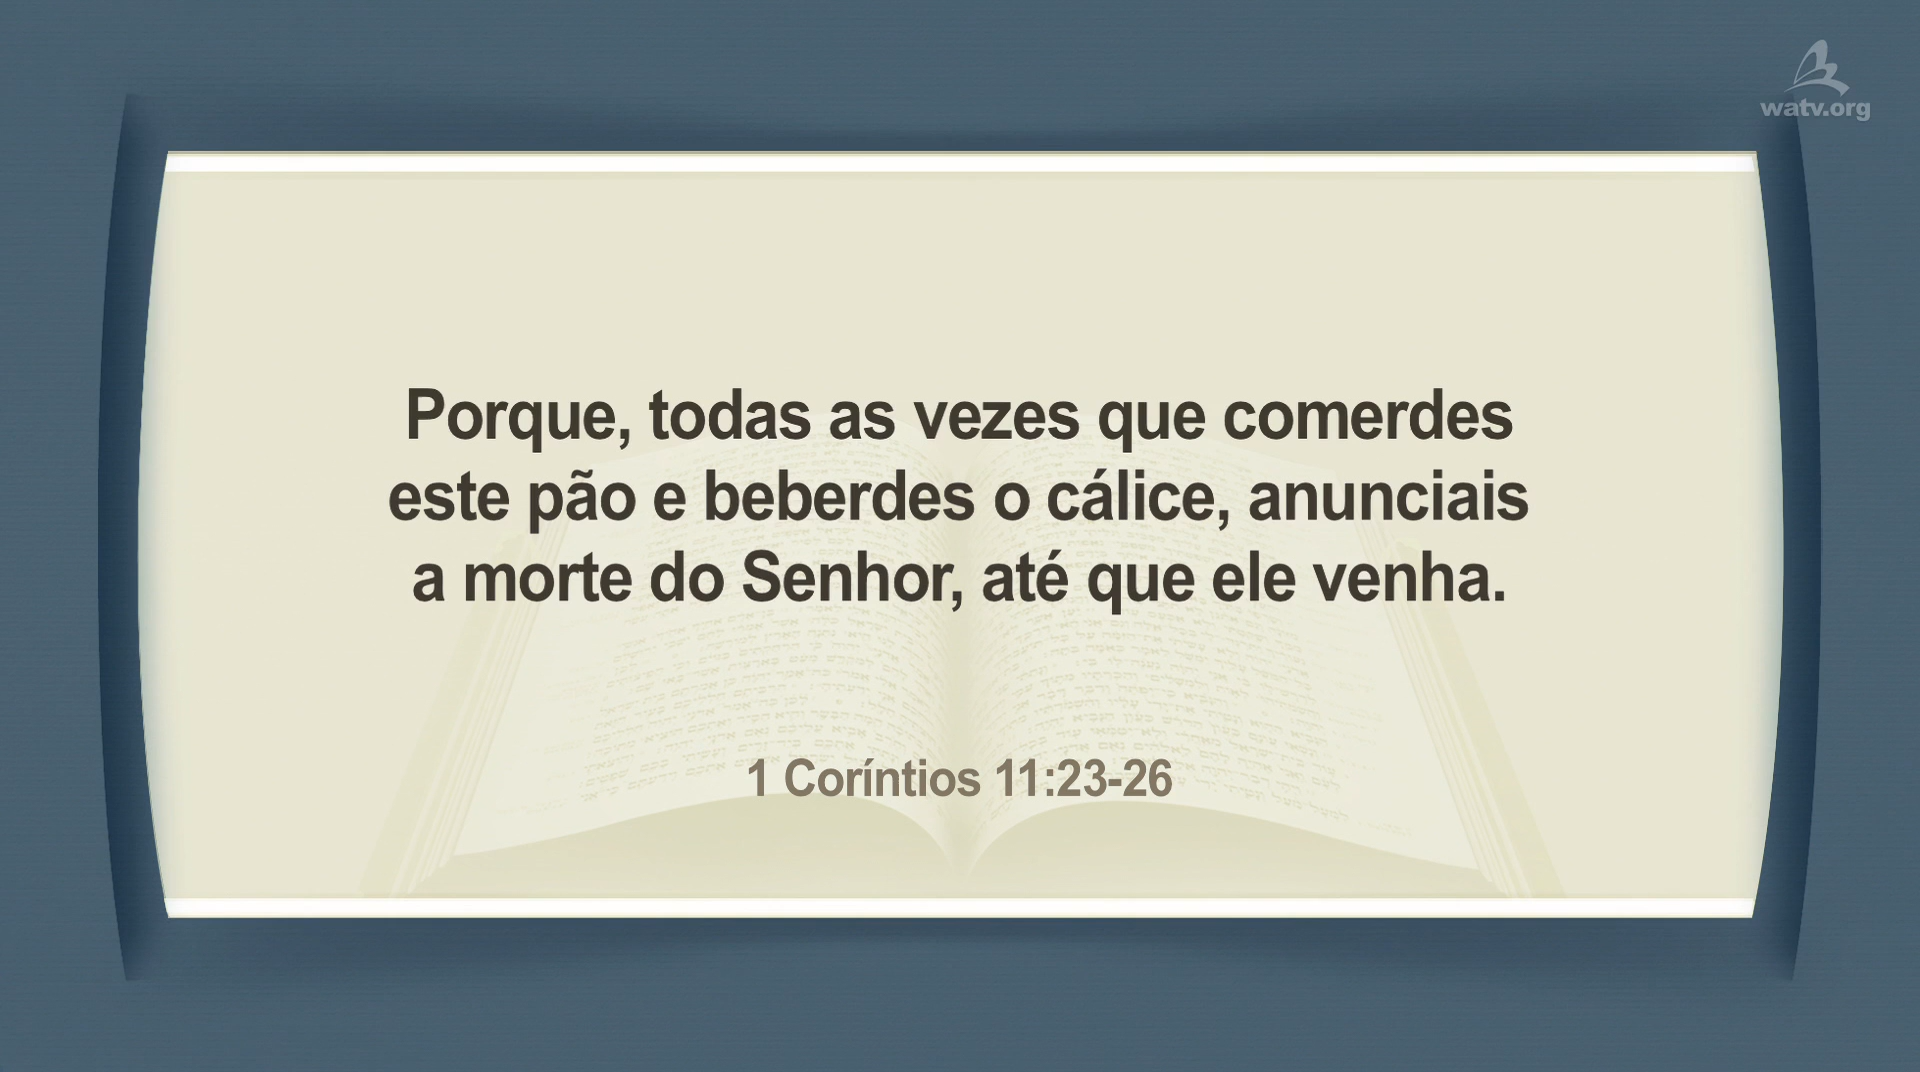 watv.org
Porque, todas as vezes que comerdes
este pão e beberdes o cálice, anunciais
a morte do Senhor, até que ele venha.
1 Coríntios 11:23-26